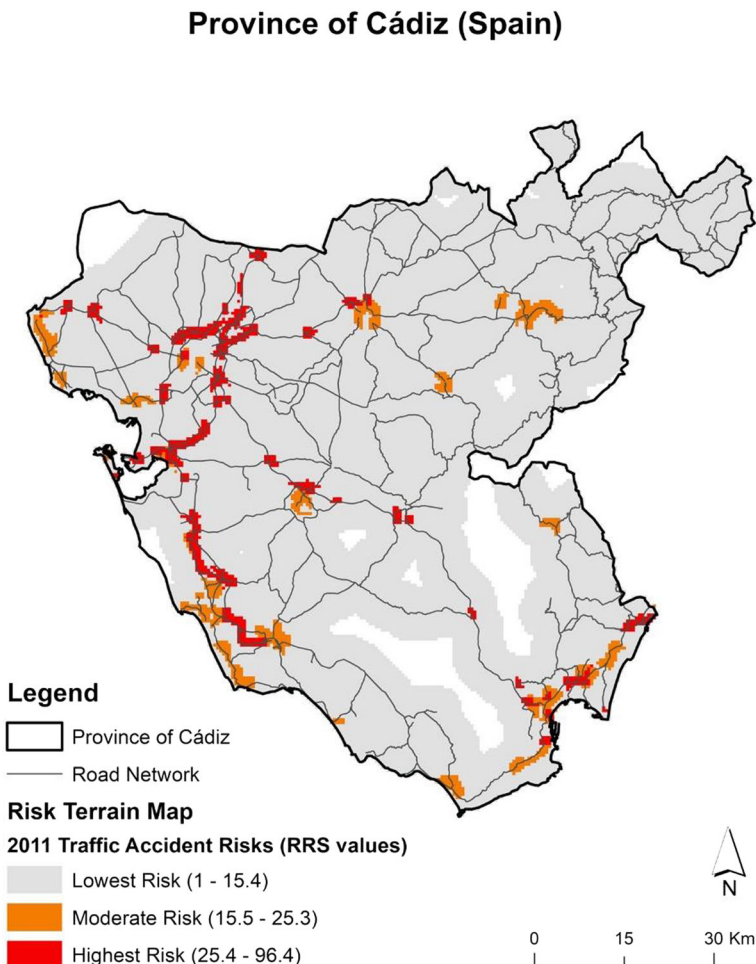 Province of Cádiz (Spain)
Legend
Province of Cádiz
Road Network
Risk Terrain Map
2011 Traffic Accident Risks (RRS values)
Lowest Risk (1 - 15.4)
Moderate Risk (15.5 - 25.3)
Highest Risk (25.4 - 96.4)
N
0 15 30 Km